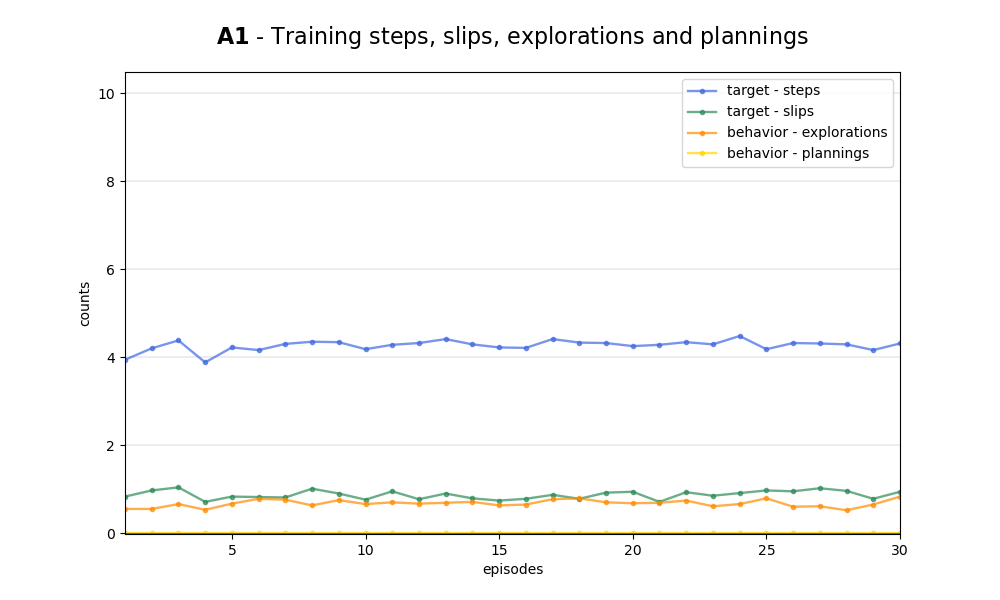 A1 - Training steps, slips, explorations and plannings
target - steps
target - slips
behavior - explorations
behavior - plannings
counts
10
8
6
4
2
0
5 10 15 20 25 30
episodes